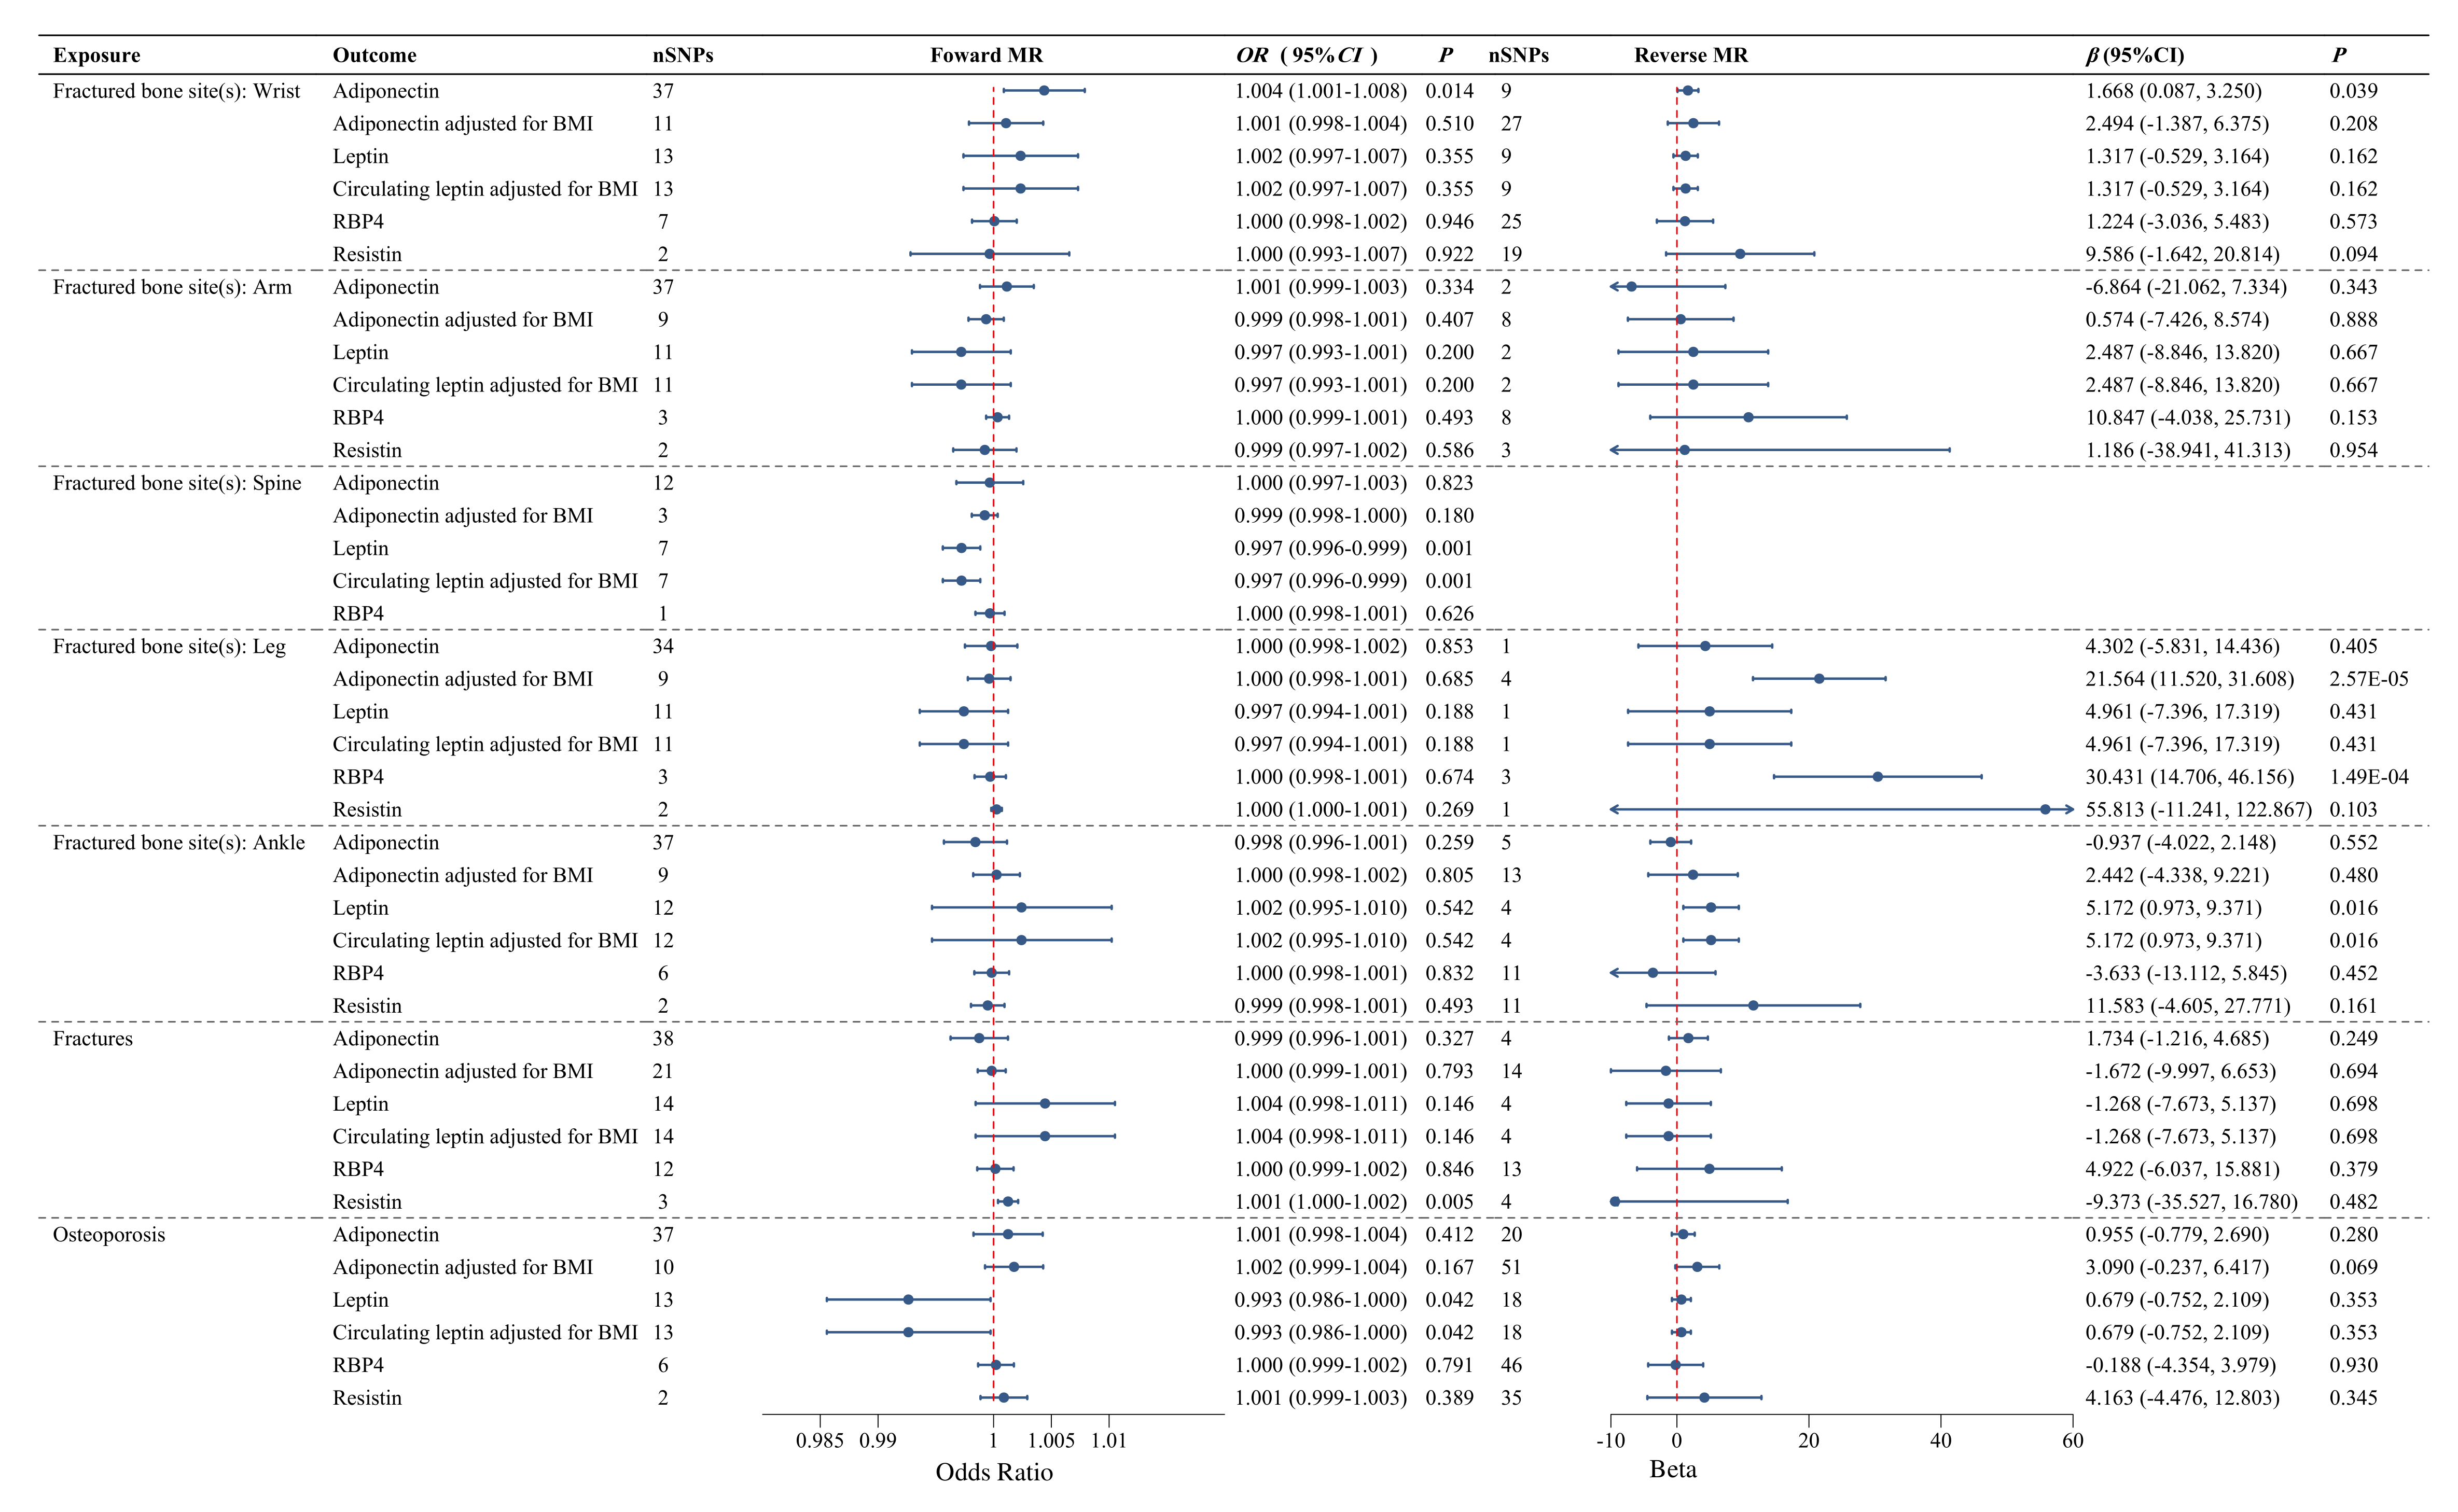 Exposure Outcome nSNPs Foward MR OR ( 95%CI ) P nSNPs Reverse MR β (95%CI) P
Fractured bone site(s): Wrist Adiponectin 37 1.004 (1.001-1.008) 0.014 9 1.668 (0.087, 3.250) 0.039
Adiponectin adjusted for BMI 11 1.001 (0.998-1.004) 0.510 27 2.494 (-1.387, 6.375) 0.208
Leptin 13 1.002 (0.997-1.007) 0.355 9 1.317 (-0.529, 3.164) 0.162
Circulating leptin adjusted for BMI 13 1.002 (0.997-1.007) 0.355 9 1.317 (-0.529, 3.164) 0.162
RBP4 7 1.000 (0.998-1.002) 0.946 25 1.224 (-3.036, 5.483) 0.573
Resistin 2 1.000 (0.993-1.007) 0.922 19 9.586 (-1.642, 20.814) 0.094
Fractured bone site(s): Arm Adiponectin 37 1.001 (0.999-1.003) 0.334 2 -6.864 (-21.062, 7.334) 0.343
Adiponectin adjusted for BMI 9 0.999 (0.998-1.001) 0.407 8 0.574 (-7.426, 8.574) 0.888
Leptin 11 0.997 (0.993-1.001) 0.200 2 2.487 (-8.846, 13.820) 0.667
Circulating leptin adjusted for BMI 11 0.997 (0.993-1.001) 0.200 2 2.487 (-8.846, 13.820) 0.667
RBP4 3 1.000 (0.999-1.001) 0.493 8 10.847 (-4.038, 25.731) 0.153
Resistin 2 0.999 (0.997-1.002) 0.586 3 1.186 (-38.941, 41.313) 0.954
Fractured bone site(s): Spine Adiponectin 12 1.000 (0.997-1.003) 0.823
Adiponectin adjusted for BMI 3 0.999 (0.998-1.000) 0.180
Leptin 7 0.997 (0.996-0.999) 0.001
Circulating leptin adjusted for BMI 7 0.997 (0.996-0.999) 0.001
RBP4 1 1.000 (0.998-1.001) 0.626
Fractured bone site(s): Leg Adiponectin 34 1.000 (0.998-1.002) 0.853 1 4.302 (-5.831, 14.436) 0.405
Adiponectin adjusted for BMI 9 1.000 (0.998-1.001) 0.685 4 21.564 (11.520, 31.608) 2.57E-05
Leptin 11 0.997 (0.994-1.001) 0.188 1 4.961 (-7.396, 17.319) 0.431
Circulating leptin adjusted for BMI 11 0.997 (0.994-1.001) 0.188 1 4.961 (-7.396, 17.319) 0.431
RBP4 3 1.000 (0.998-1.001) 0.674 3 30.431 (14.706, 46.156) 1.49E-04
Resistin 2 1.000 (1.000-1.001) 0.269 1 55.813 (-11.241, 122.867) 0.103
Fractured bone site(s): Ankle Adiponectin 37 0.998 (0.996-1.001) 0.259 5 -0.937 (-4.022, 2.148) 0.552
Adiponectin adjusted for BMI 9 1.000 (0.998-1.002) 0.805 13 2.442 (-4.338, 9.221) 0.480
Leptin 12 1.002 (0.995-1.010) 0.542 4 5.172 (0.973, 9.371) 0.016
Circulating leptin adjusted for BMI 12 1.002 (0.995-1.010) 0.542 4 5.172 (0.973, 9.371) 0.016
RBP4 6 1.000 (0.998-1.001) 0.832 11 -3.633 (-13.112, 5.845) 0.452
Resistin 2 0.999 (0.998-1.001) 0.493 11 11.583 (-4.605, 27.771) 0.161
Fractures Adiponectin 38 0.999 (0.996-1.001) 0.327 4 1.734 (-1.216, 4.685) 0.249
Adiponectin adjusted for BMI 21 1.000 (0.999-1.001) 0.793 14 -1.672 (-9.997, 6.653) 0.694
Leptin 14 1.004 (0.998-1.011) 0.146 4 -1.268 (-7.673, 5.137) 0.698
Circulating leptin adjusted for BMI 14 1.004 (0.998-1.011) 0.146 4 -1.268 (-7.673, 5.137) 0.698
RBP4 12 1.000 (0.999-1.002) 0.846 13 4.922 (-6.037, 15.881) 0.379
Resistin 3 1.001 (1.000-1.002) 0.005 4 -9.373 (-35.527, 16.780) 0.482
Osteoporosis Adiponectin 37 1.001 (0.998-1.004) 0.412 20 0.955 (-0.779, 2.690) 0.280
Adiponectin adjusted for BMI 10 1.002 (0.999-1.004) 0.167 51 3.090 (-0.237, 6.417) 0.069
Leptin 13 0.993 (0.986-1.000) 0.042 18 0.679 (-0.752, 2.109) 0.353
Circulating leptin adjusted for BMI 13 0.993 (0.986-1.000) 0.042 18 0.679 (-0.752, 2.109) 0.353
RBP4 6 1.000 (0.999-1.002) 0.791 46 -0.188 (-4.354, 3.979) 0.930
Resistin 2 1.001 (0.999-1.003) 0.389 35 4.163 (-4.476, 12.803) 0.345
0.985 0.99 1 1.005 1.01 -10 0 20 40 60
Odds Ratio Beta